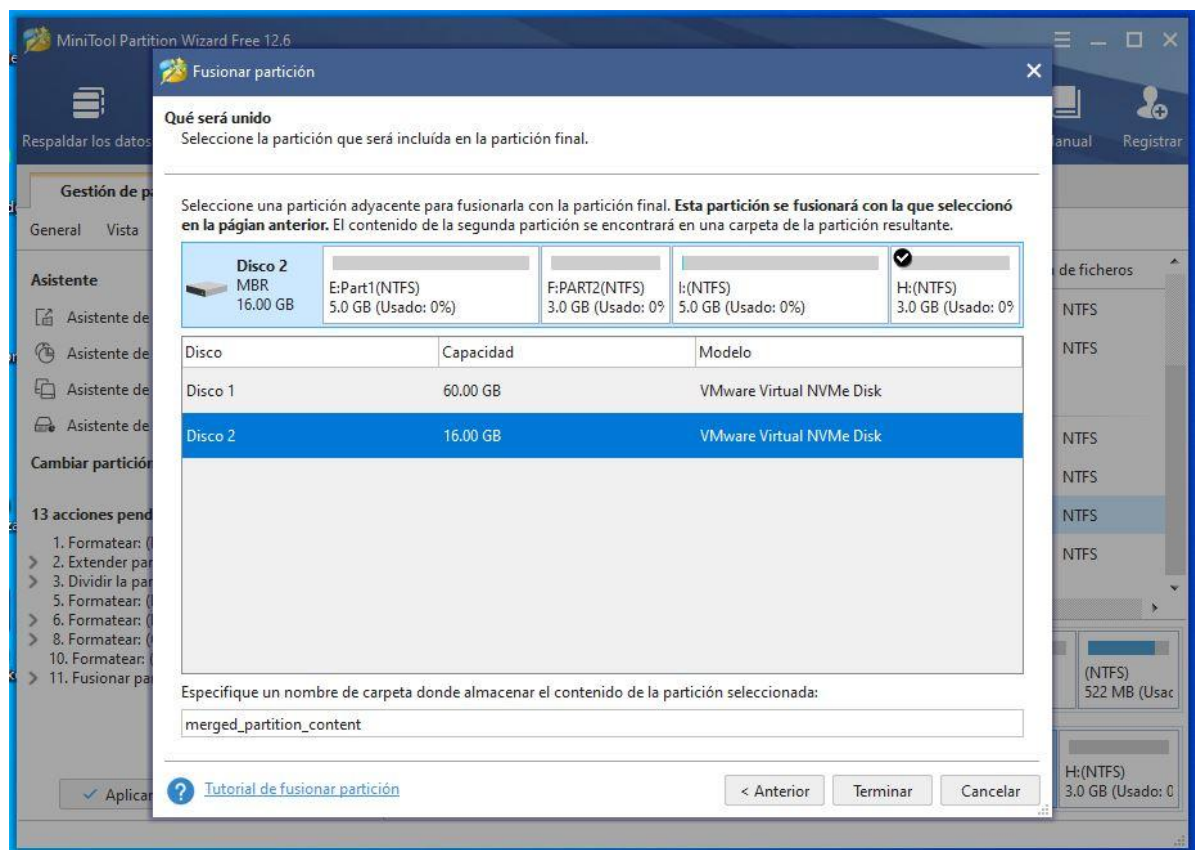 MiniTool Partition Wizard Free 12.6
Fusionar partición
Respaldar los datos
Manual
Registrar
Qué será unido
Seleccione la partición que será incluída en la partición final.
Gestión de pa
General Vista
Seleccione una partición adyacente para fusionarla con la partición final. Esta partición se fusionará con la que seleccionó
en la págian anterior. El contenido de la segunda partición se encontrará en una carpeta de la partición resultante.
Disco 2
MBR
16.00 GB
E:Part1(NTFS)
5.0 GB (Usado: 0%)
F:PART2(NTFS)
3.0 GB (Usado: 0%
I:(NTFS)
5.0 GB (Usado: 0%)
H:(NTFS)
3.0 GB (Usado: 0%
Asistente
Asistente de
Asistente de
Asistente de
Asistente de
Cambiar partición
13 acciones pend
1. Formatear: (
2. Extender par
3. Dividir la par
5. Formatear: (
6. Formatear: (
8. Formatear: (
10. Formatear: (
11. Fusionar pa
Aplicar
Disco Capacidad Modelo
Disco 1 60.00 GB VMware Virtual NVMe Disk
Disco 2 16.00 GB VMware Virtual NVMe Disk
Especifique un nombre de carpeta donde almacenar el contenido de la partición seleccionada:
merged_partition_content
Tutorial de fusionar partición
< Anterior Terminar Cancelar
de ficheros
NTFS
NTFS
NTFS
NTFS
NTFS
NTFS
(NTFS)
522 MB (Usac
H:(NTFS)
3.0 GB (Usado: 0